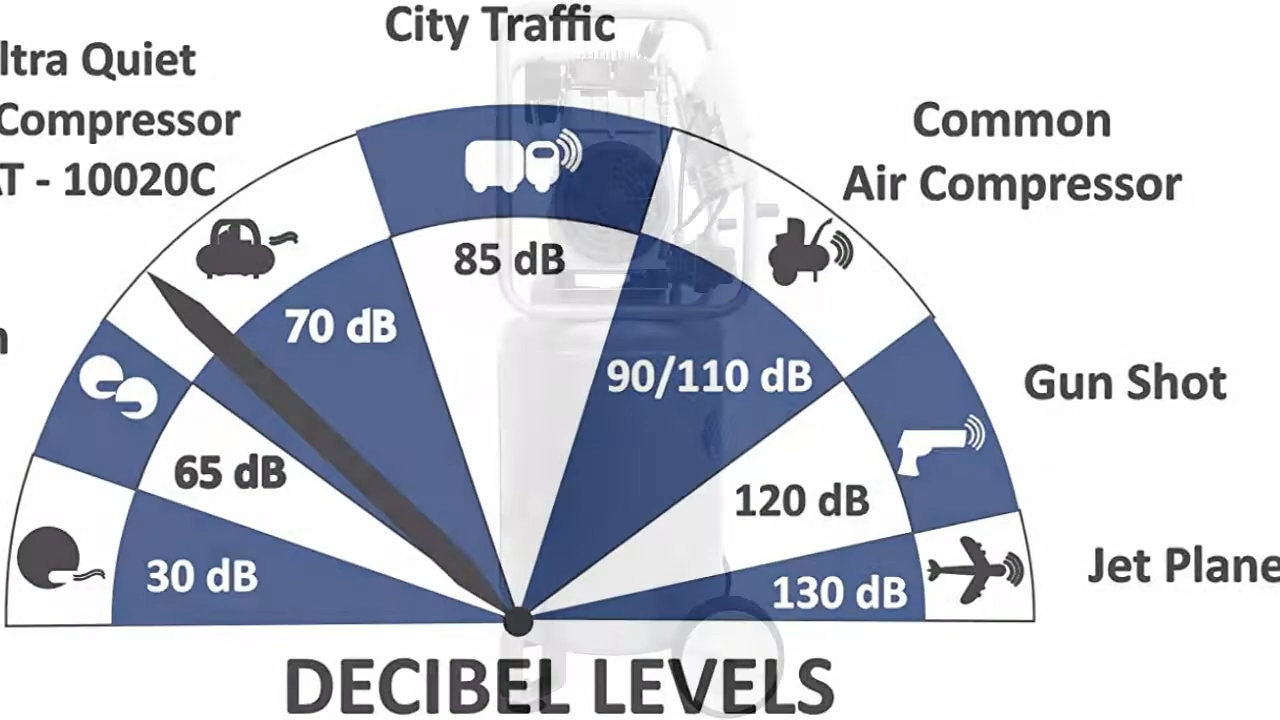 City Traffic
ltra Quiet
Compressor
T - 10020C
Common
Air Compressor
85 dB
70 dB
90/110 dB
Gun Shot
65 dB
120 dB
30 dB
130 dB
Jet Plane
DECIBEL LEVELS